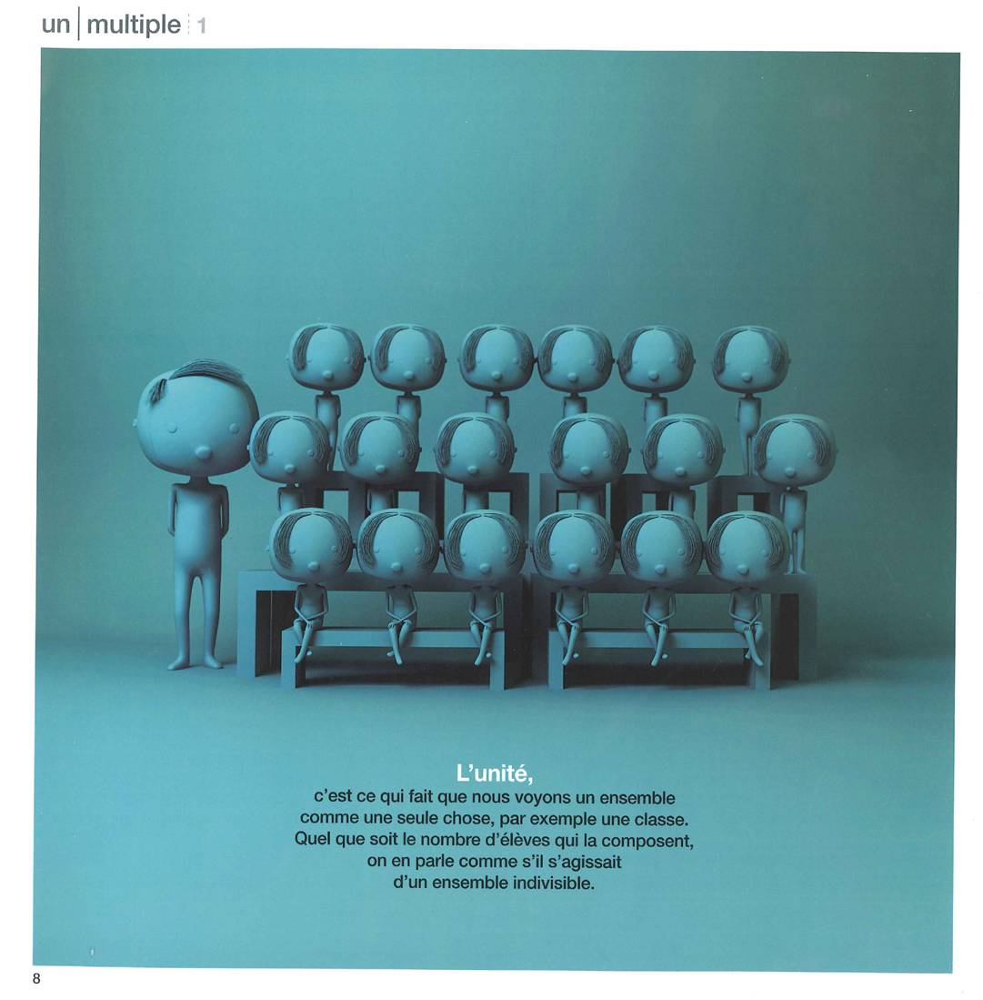 un | multiple 1
L'unité,
c'est ce qui fait que nous voyons un ensemble
comme une seule chose, par exemple une classe.
Quel que soit le nombre d'élèves qui la composent,
on en parle comme s'il s'agissait
d'un ensemble indivisible.
8